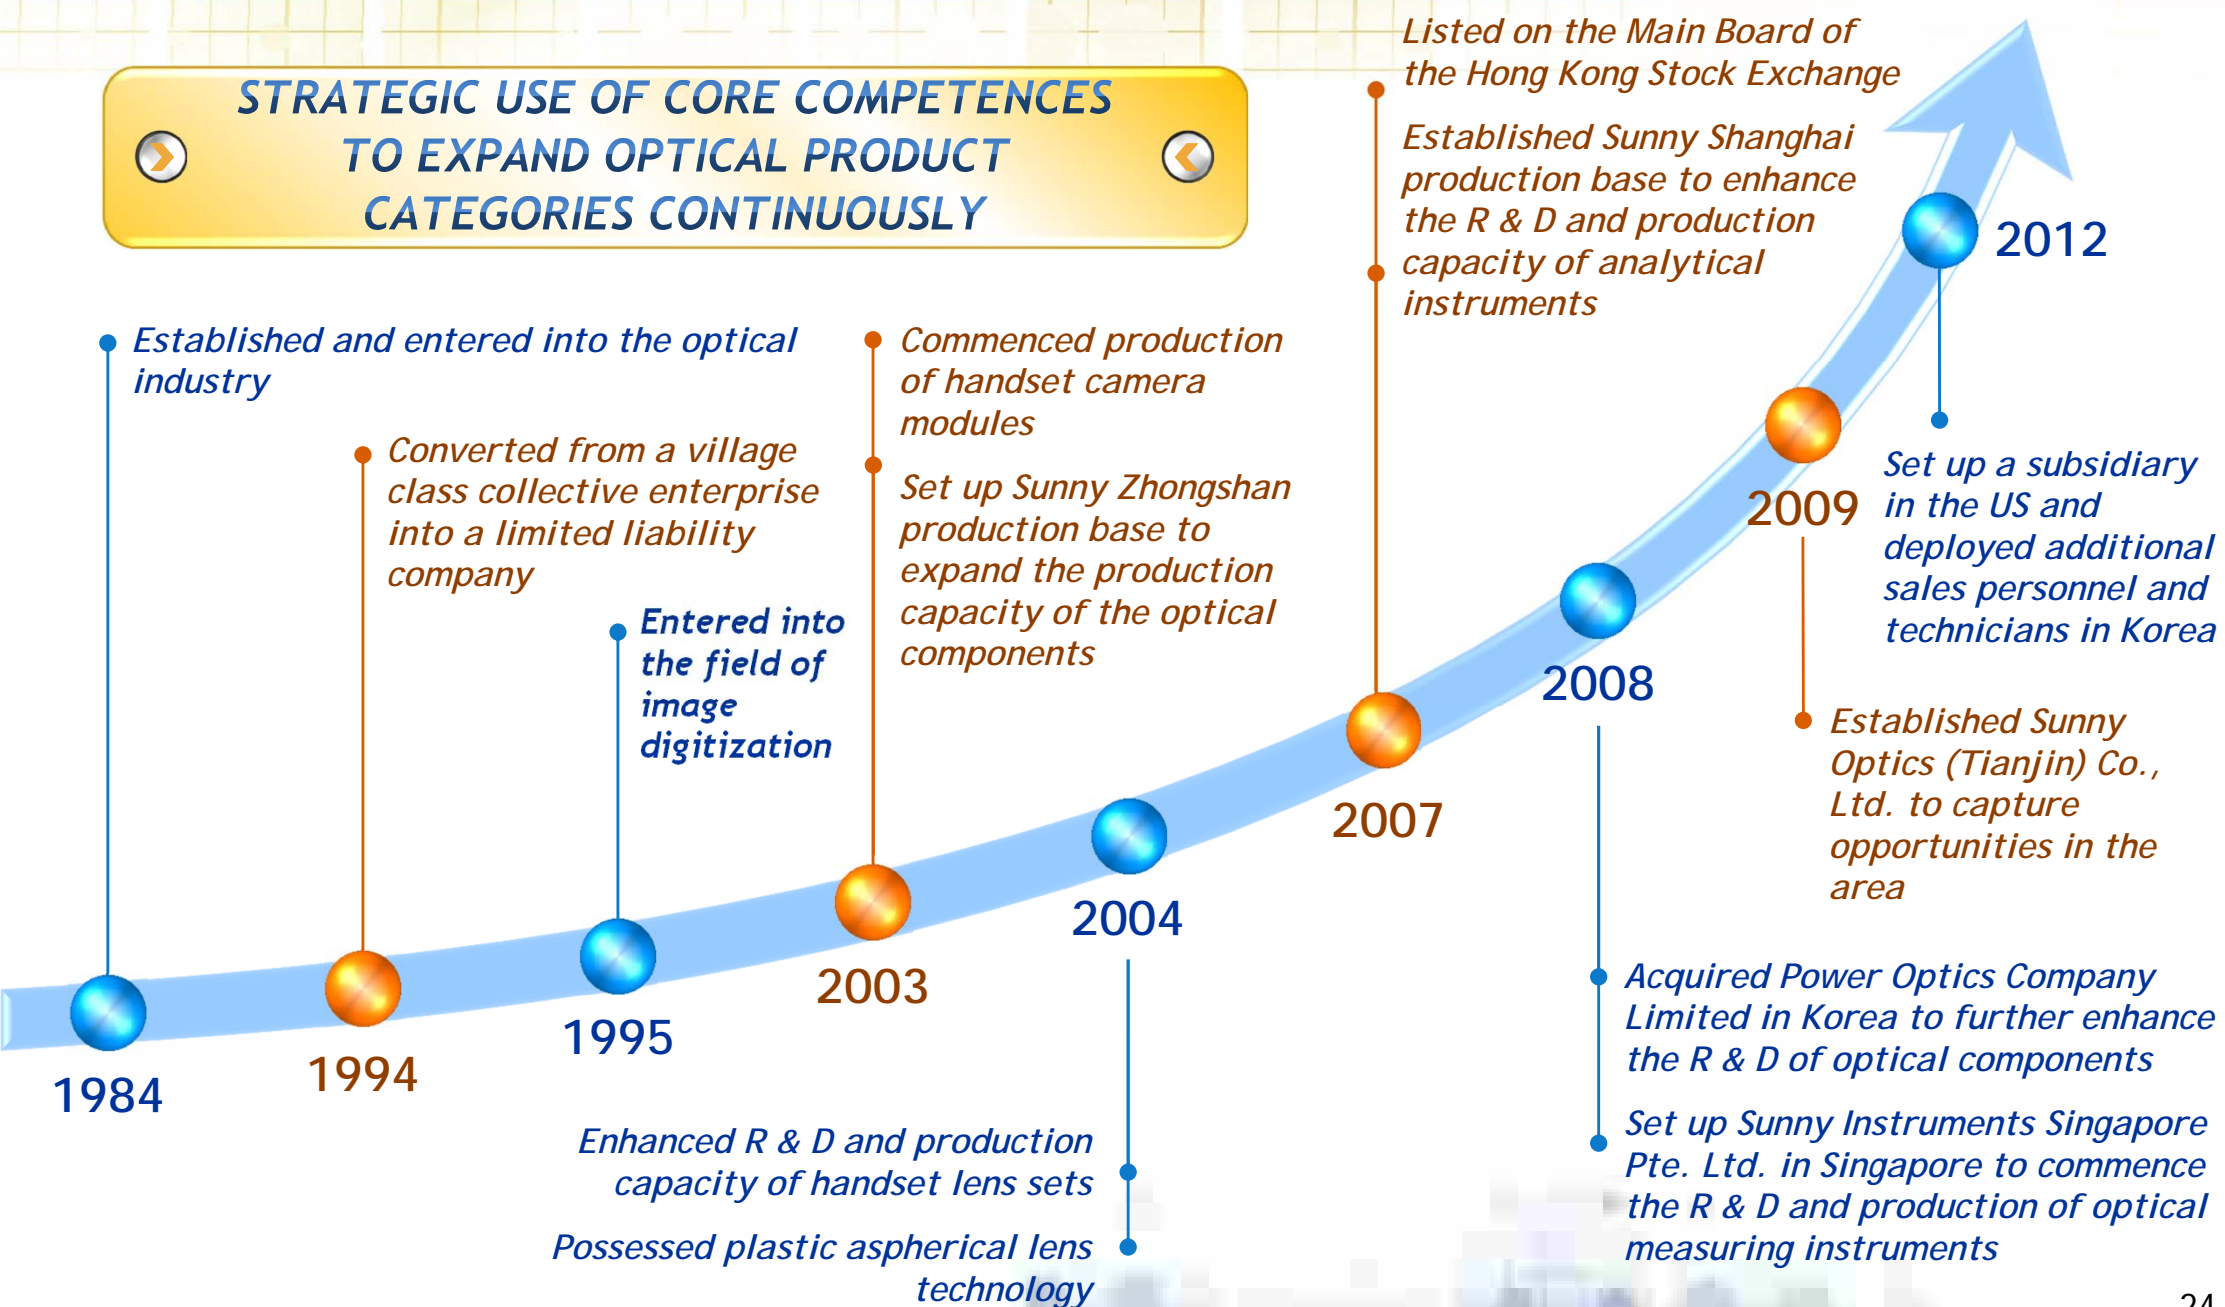 STRATEGIC USE OF CORE COMPETENCES
TO EXPAND OPTICAL PRODUCT
CATEGORIES CONTINUOUSLY
Established and entered into the optical
industry
1984
Converted from a village
class collective enterprise
into a limited liability
company
1994
Entered into
the field of
image
digitization
1995
Commenced production
of handset camera
modules
Set up Sunny Zhongshan
production base to
expand the production
capacity of the optical
components
2003
2004
Enhanced R & D and production
capacity of handset lens sets
Possessed plastic aspherical lens
technology
Listed on the Main Board of
the Hong Kong Stock Exchange
Established Sunny Shanghai
production base to enhance
the R & D and production
capacity of analytical
instruments
2007
2008
Acquired Power Optics Company
Limited in Korea to further enhance
the R & D of optical components
Set up Sunny Instruments Singapore
Pte. Ltd. in Singapore to commence
the R & D and production of optical
measuring instruments
2009
Established Sunny
Optics (Tianjin) Co.,
Ltd. to capture
opportunities in the
area
2012
Set up a subsidiary
in the US and
deployed additional
sales personnel and
technicians in Korea
24